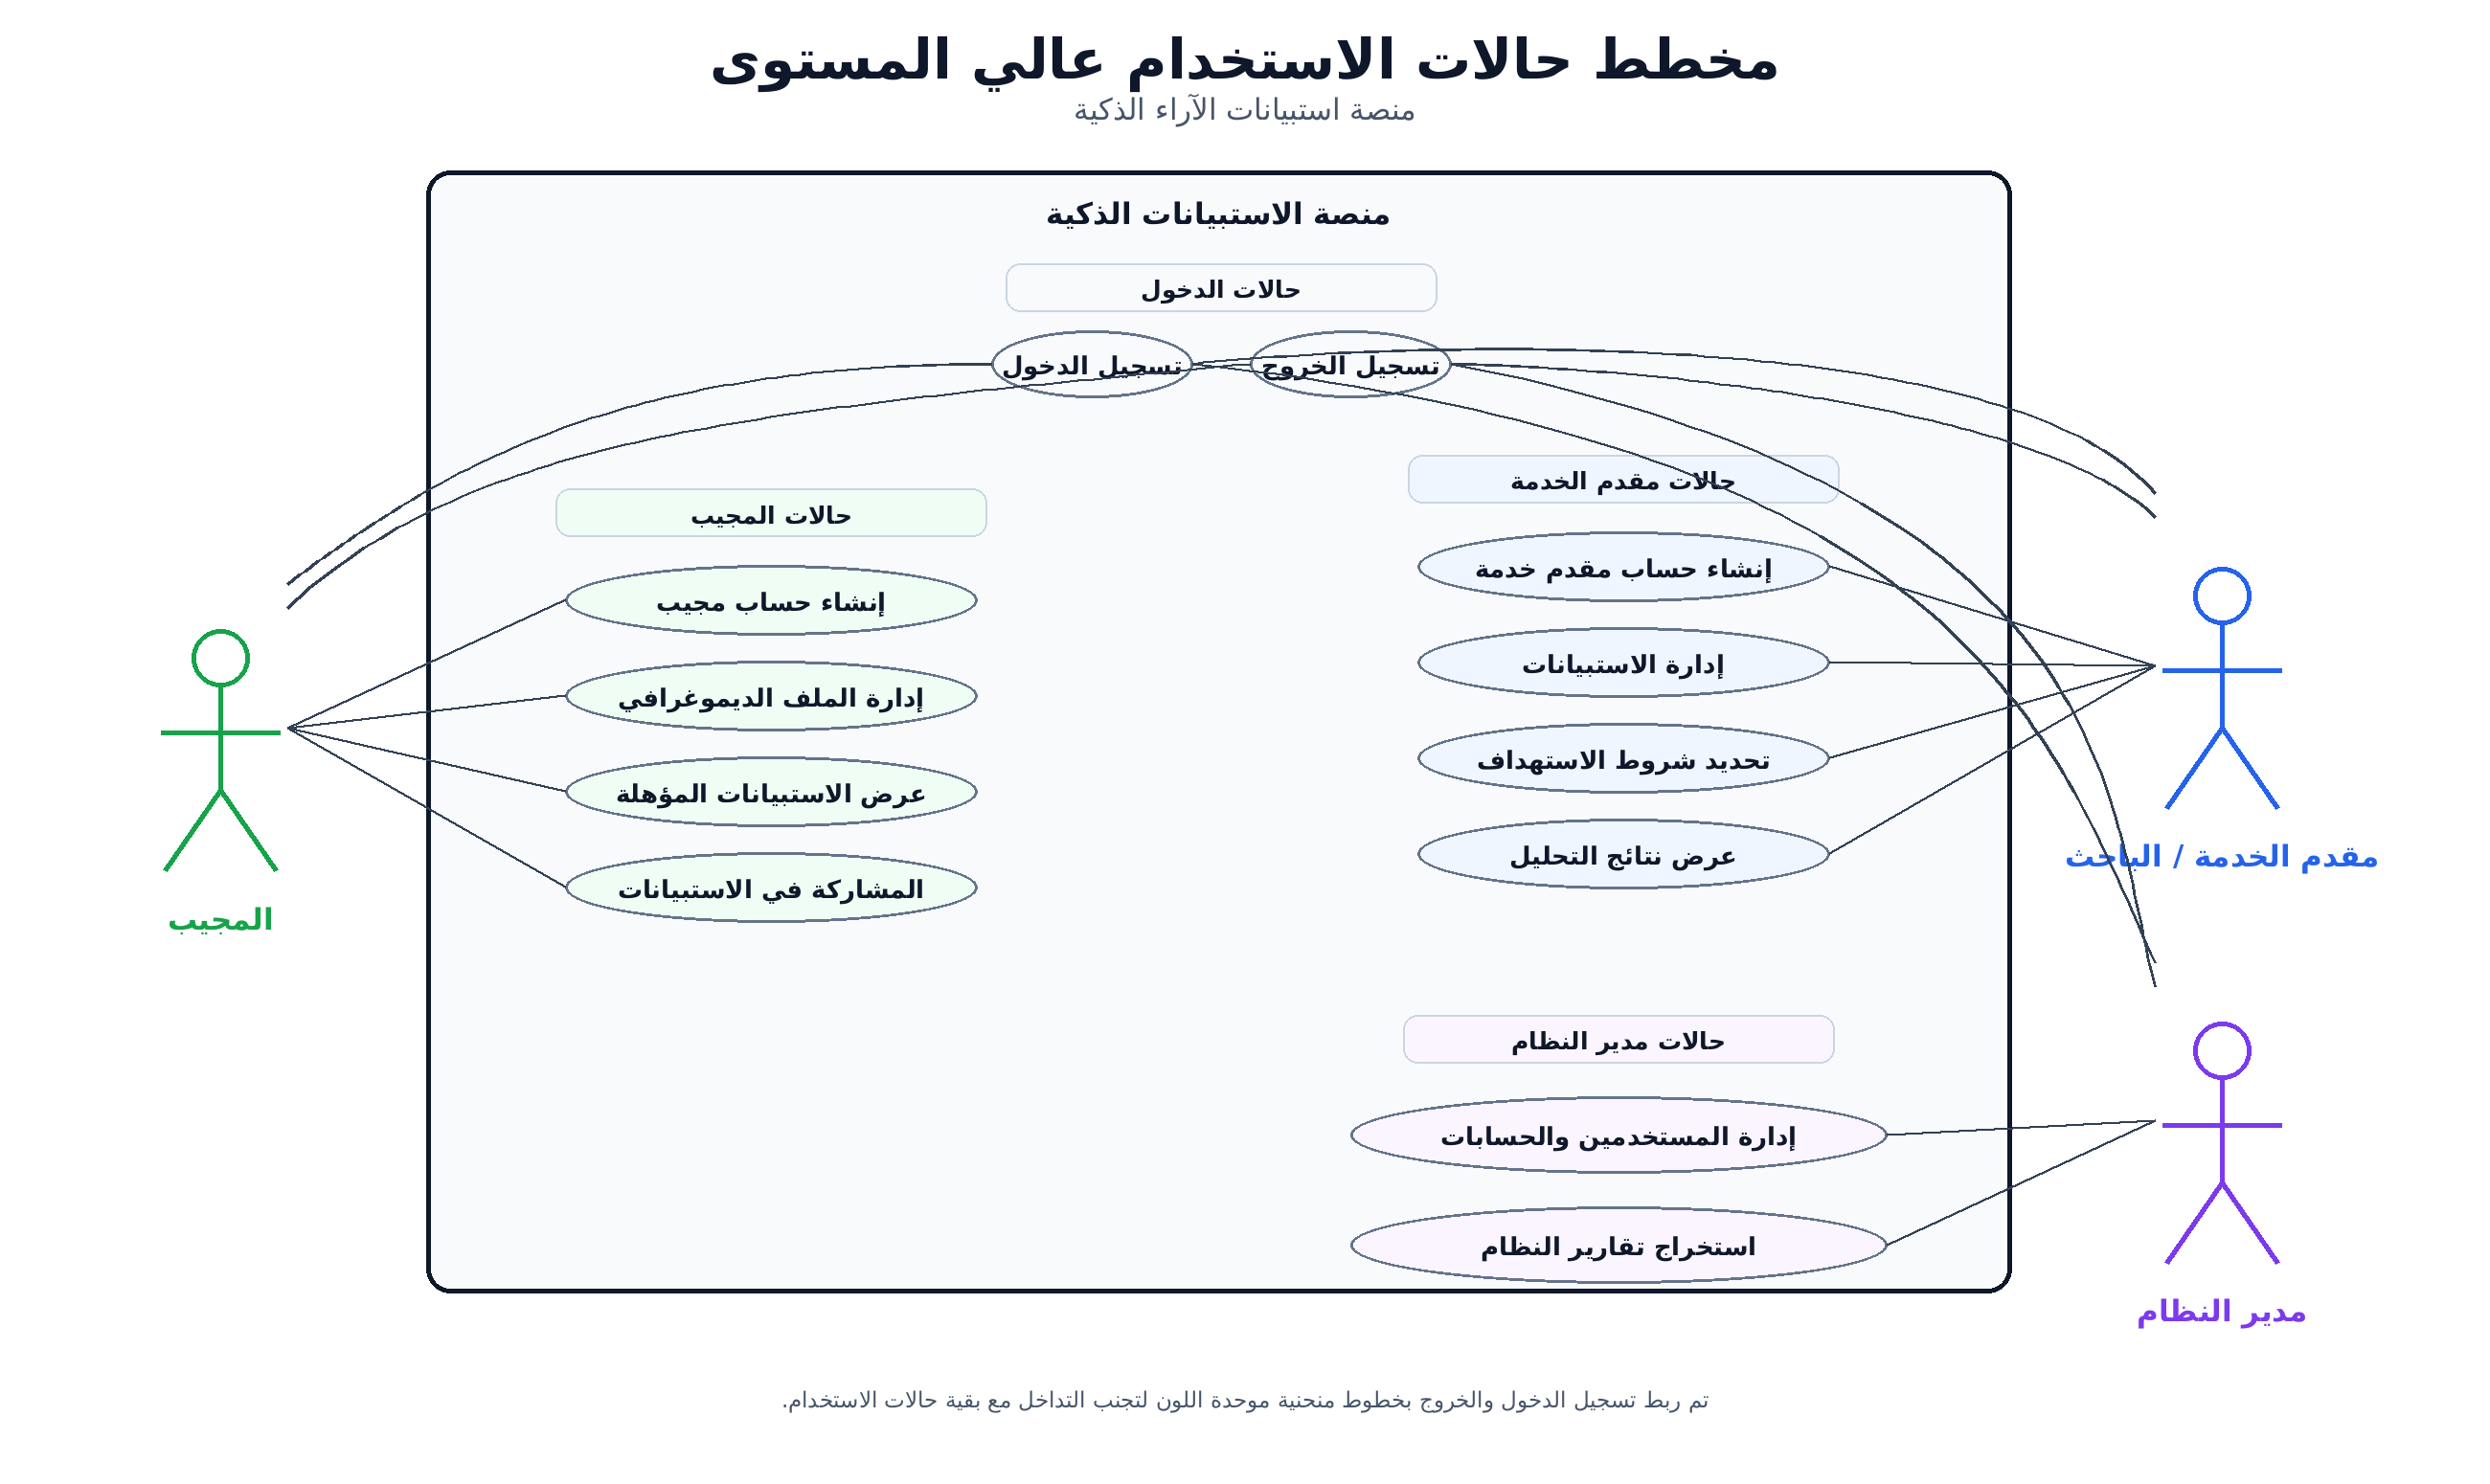 مخطط حالات الاستخدام عالي المستوى
منصة استبيانات الآراء الذكية
منصة الاستبيانات الذكية
حالات الدخول
تسجيل الخروج
تسجيل الدخول
حالات مقدم الخدمة
إنشاء حساب مقدم خدمة
إدارة الاستبيانات
تحديد شروط الاستهداف
عرض نتائج التحليل
مقدم الخدمة / الباحث
حالات المجيب
إنشاء حساب مجيب
إدارة الملف الديموغرافي
عرض الاستبيانات المؤهلة
المشاركة في الاستبيانات
المجيب
حالات مدير النظام
إدارة المستخدمين والحسابات
استخراج تقارير النظام
مدير النظام
تم ربط تسجيل الدخول والخروج بخطوط منحنية موحدة اللون لتجنب التداخل مع بقية حالات الاستخدام.